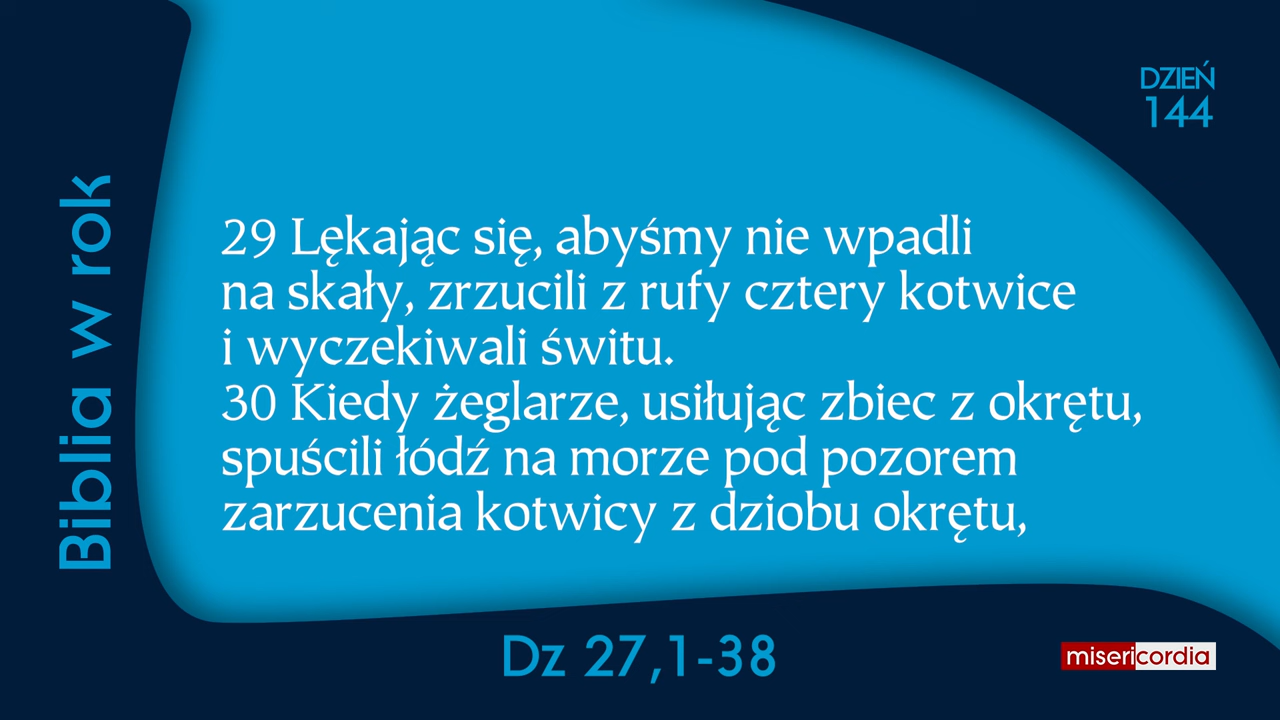 DZIEŃ
144
Biblia w rok
29 Lękając się, abyśmy nie wpadli
na skały, zrzucili z rufy cztery kotwice
i wyczekiwali świtu.
30 Kiedy żeglarze, usiłując zbiec z okrętu,
spuścili łódź na morze pod pozorem
zarzucenia kotwicy z dziobu okrętu,
Dz 27,1-38
misericordia